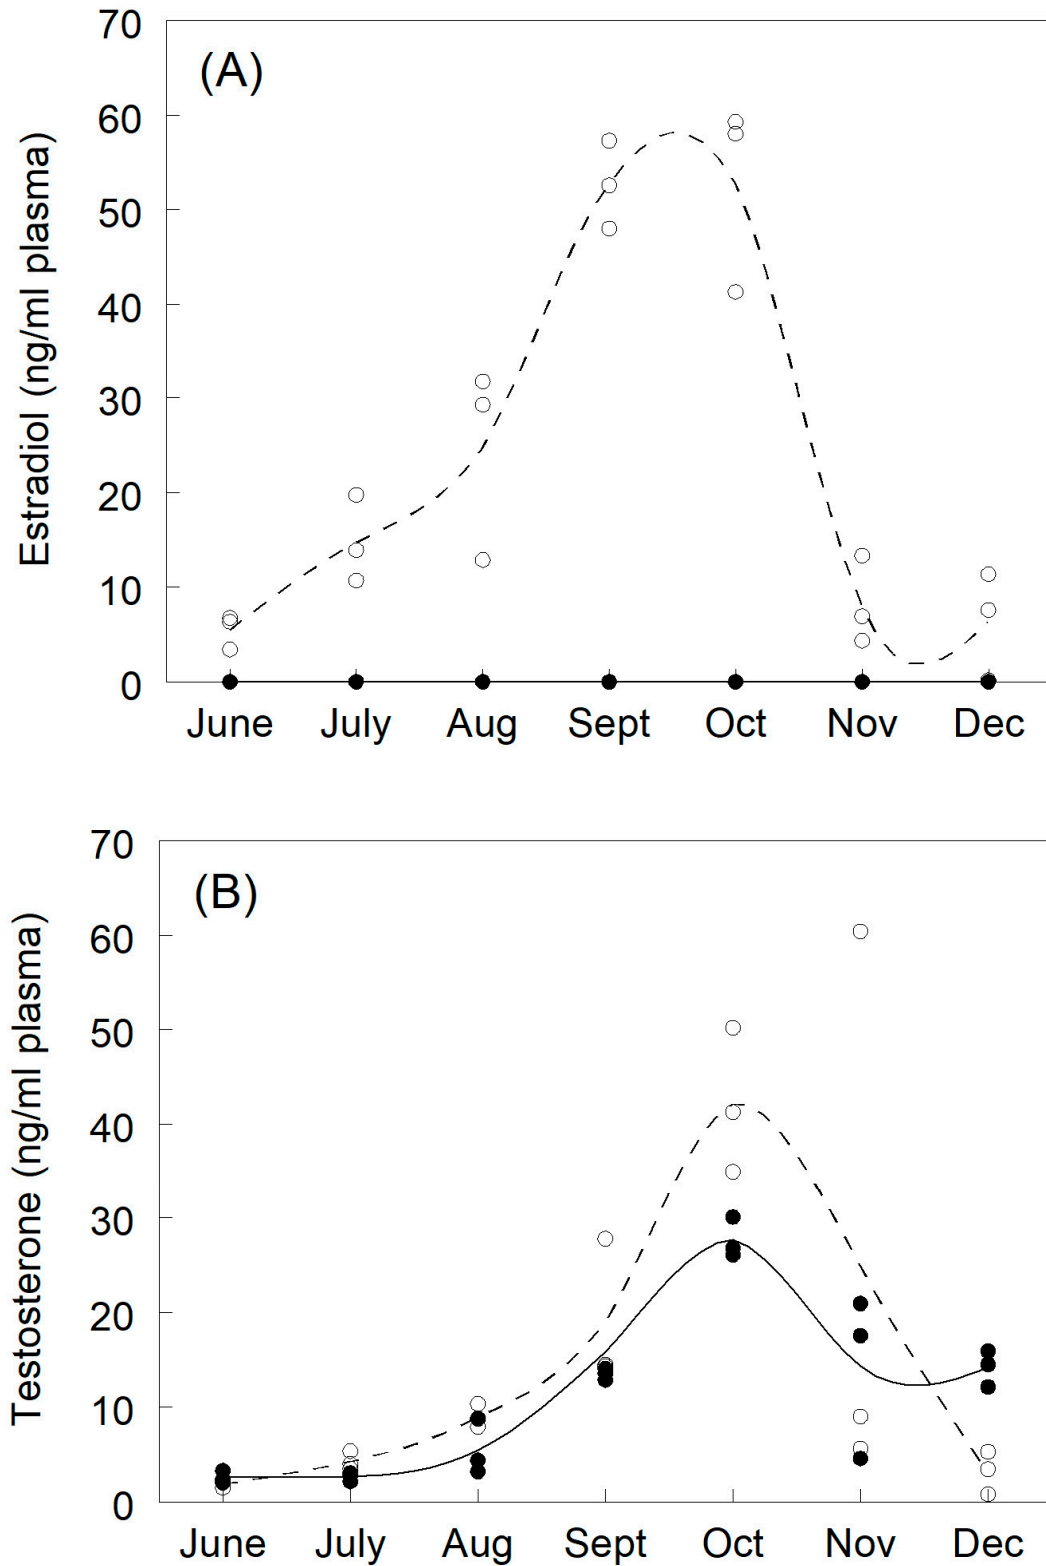 (A)
Estradiol (ng/ml plasma)
70
60
50
40
30
20
10
0
June July Aug Sept Oct Nov Dec
(B)
Testosterone (ng/ml plasma)
70
60
50
40
30
20
10
0
June July Aug Sept Oct Nov Dec